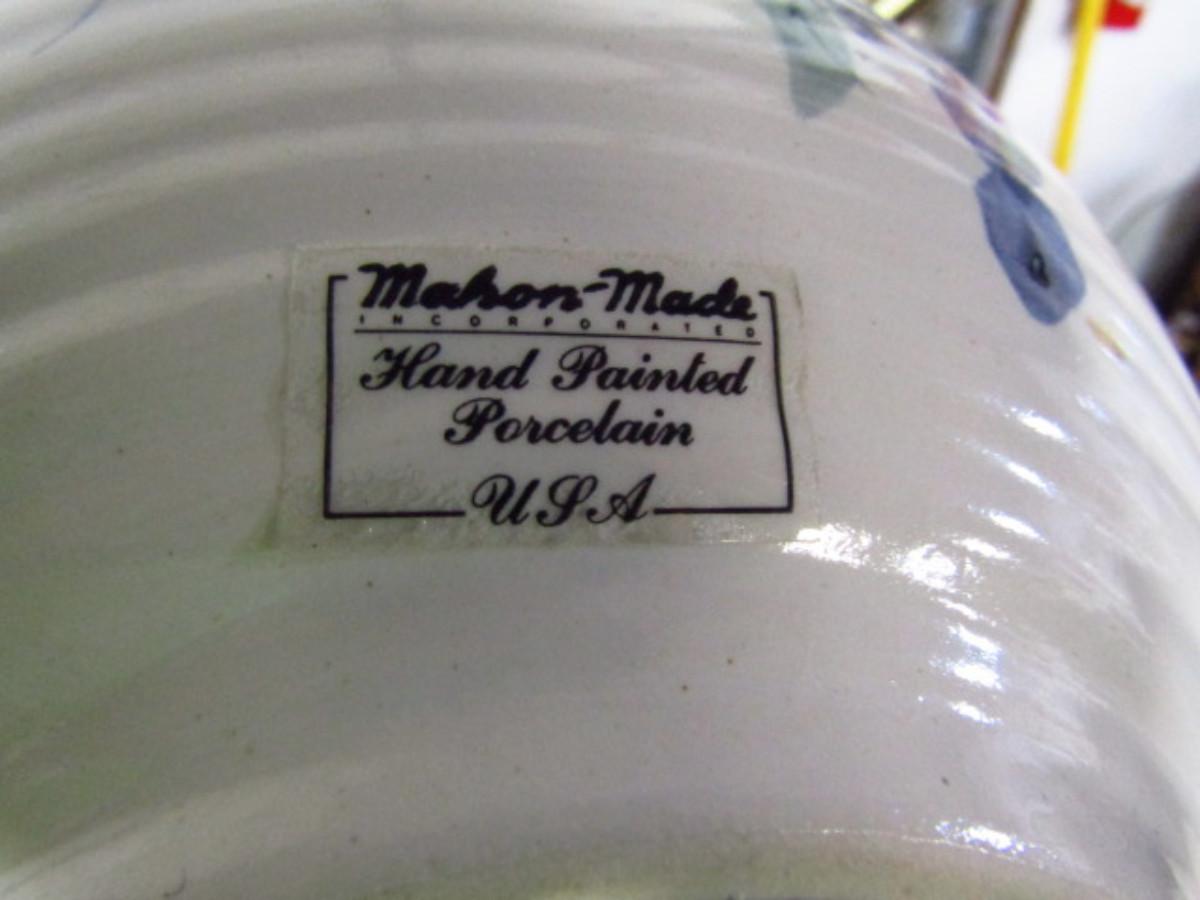 Mahon-Made
INCORPORATED
Hand Painted
Porcelain
USA